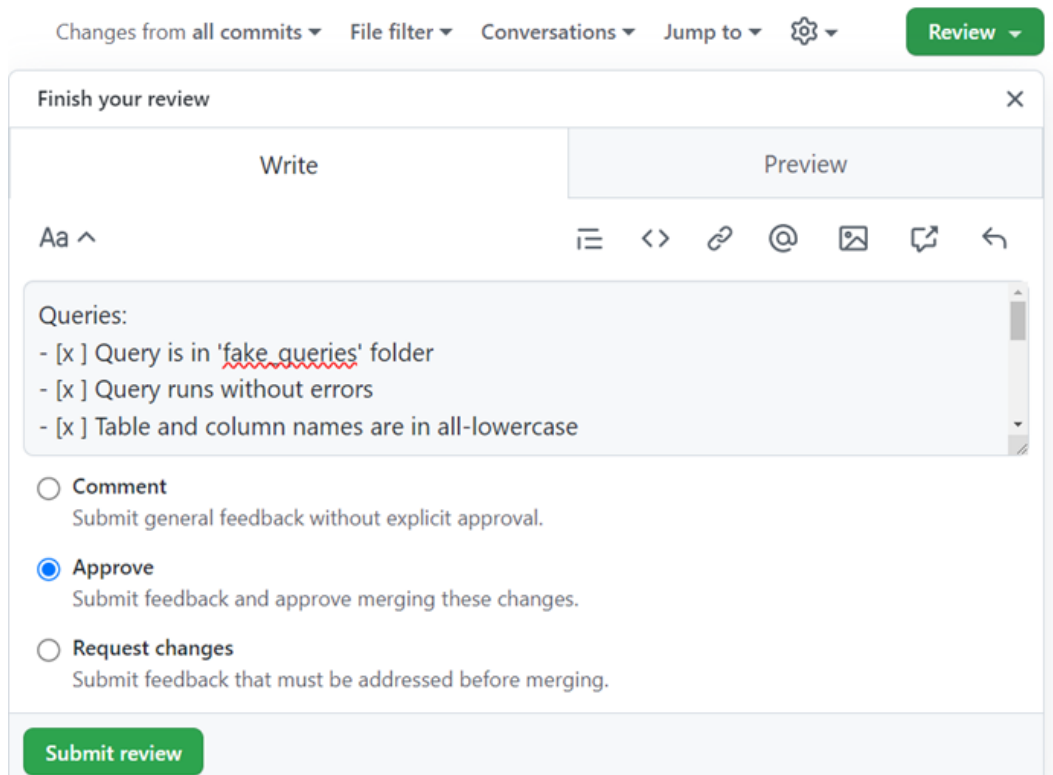 Changes from all commits File filter Conversations Jump to Review
Finish your review
Write Preview
Aa
Queries:
- [x ] Query is in 'fake_queries' folder
- [x ] Query runs without errors
- [x ] Table and column names are in all-lowercase
Comment
Submit general feedback without explicit approval.
Approve
Submit feedback and approve merging these changes.
Request changes
Submit feedback that must be addressed before merging.
Submit review